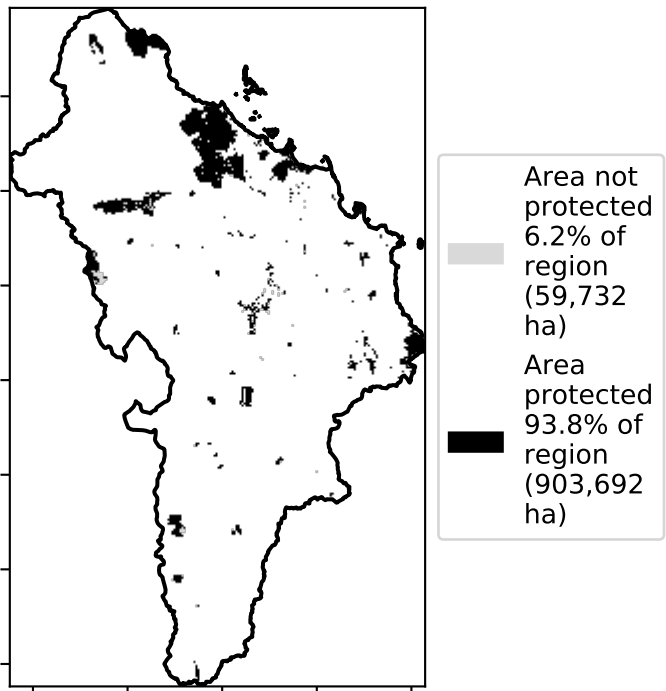 Area not
protected
6.2% of
region
(59,732
ha)
Area
protected
93.8% of
region
(903,692
ha)